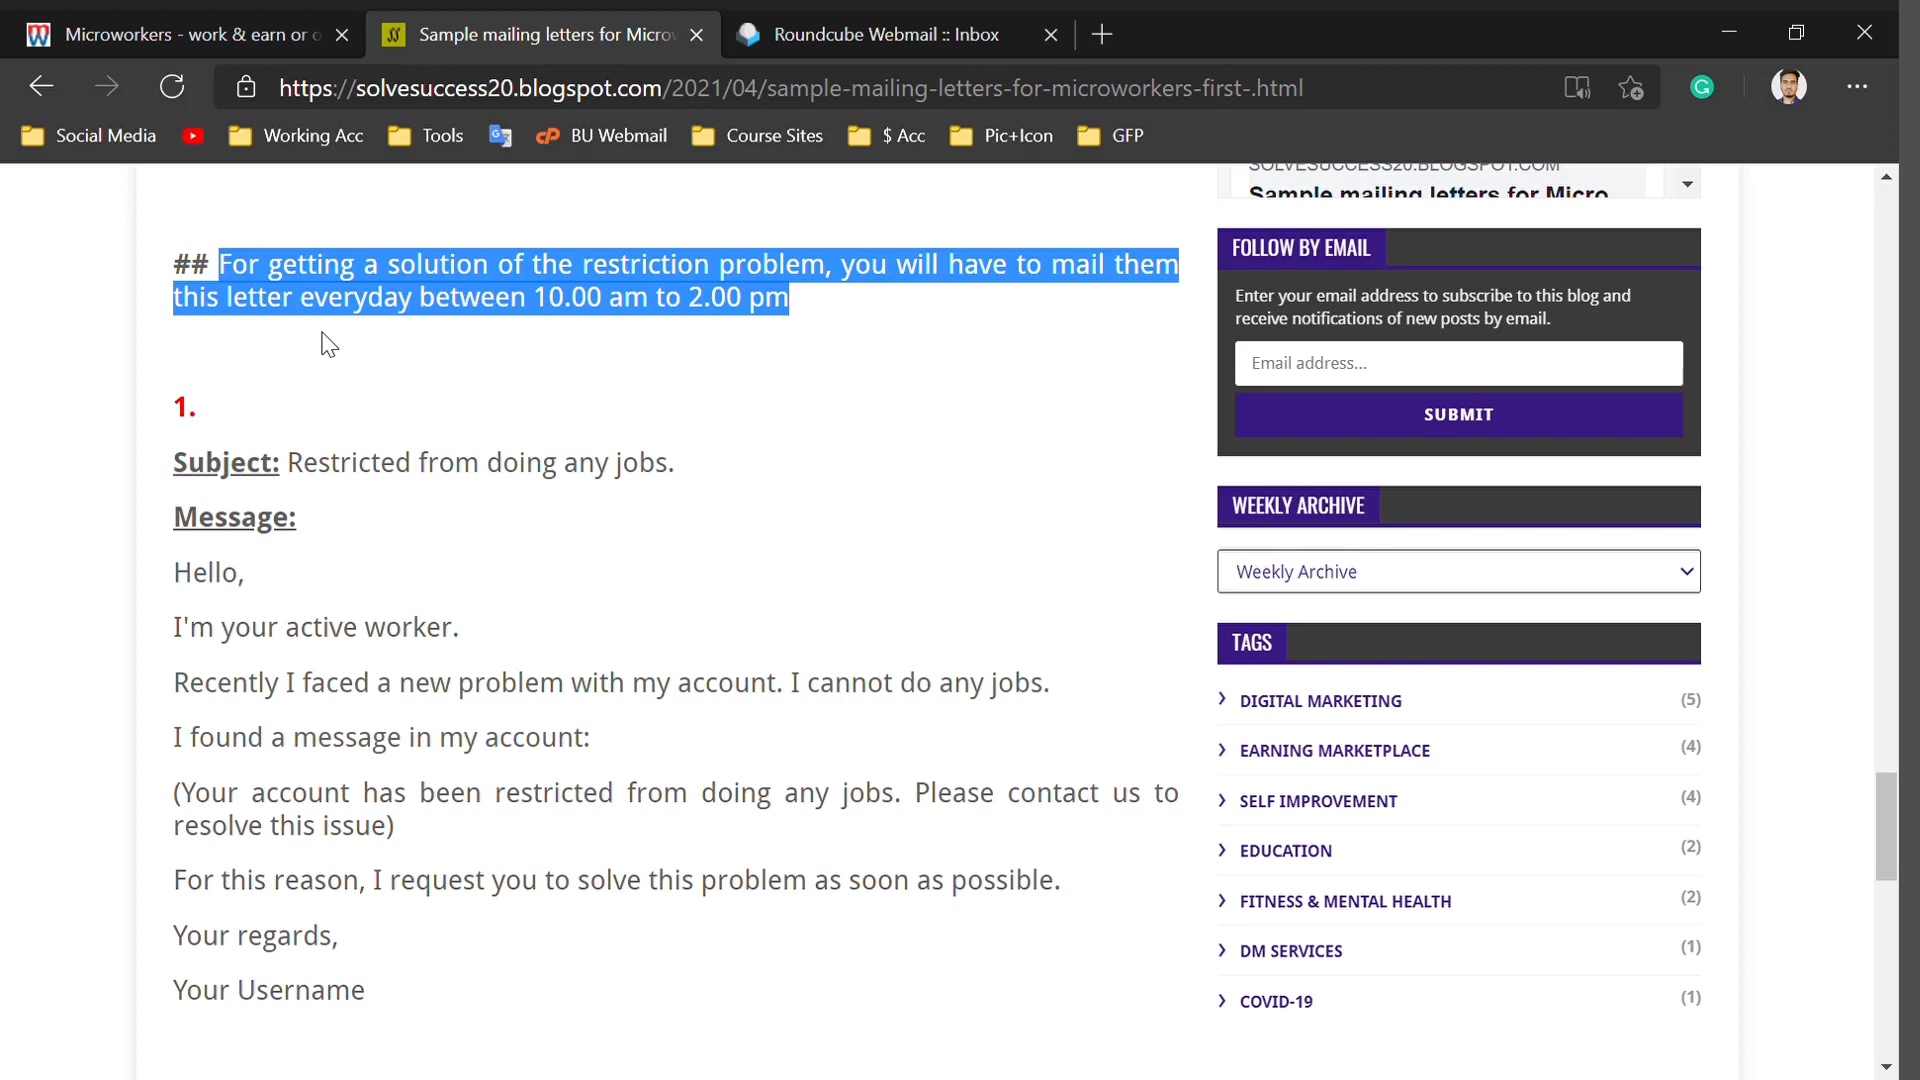 Microworkers - work & earn or o
Sample mailing letters for Micro
Roundcube Webmail :: Inbox
https://solvesuccess20.blogspot.com/2021/04/sample-mailing-letters-for-microworkers-first-.html
Social Media
Working Acc
Tools
BU Webmail
Course Sites
$ Acc
Pic+Icon
GFP
SOLVESUCCESS20.BLOGSPOT.COM
Sample mailing letters for Micro
## For getting a solution of the restriction problem, you will have to mail them
this letter everyday between 10.00 am to 2.00 pm
1.
Subject: Restricted from doing any jobs.
Message:
Hello,
I'm your active worker.
Recently I faced a new problem with my account. I cannot do any jobs.
I found a message in my account:
(Your account has been restricted from doing any jobs. Please contact us to
resolve this issue)
For this reason, I request you to solve this problem as soon as possible.
Your regards,
Your Username
FOLLOW BY EMAIL
Enter your email address to subscribe to this blog and
receive notifications of new posts by email.
Email address...
SUBMIT
WEEKLY ARCHIVE
Weekly Archive
TAGS
DIGITAL MARKETING (5)
EARNING MARKETPLACE (4)
SELF IMPROVEMENT (4)
EDUCATION (2)
FITNESS & MENTAL HEALTH (2)
DM SERVICES (1)
COVID-19 (1)